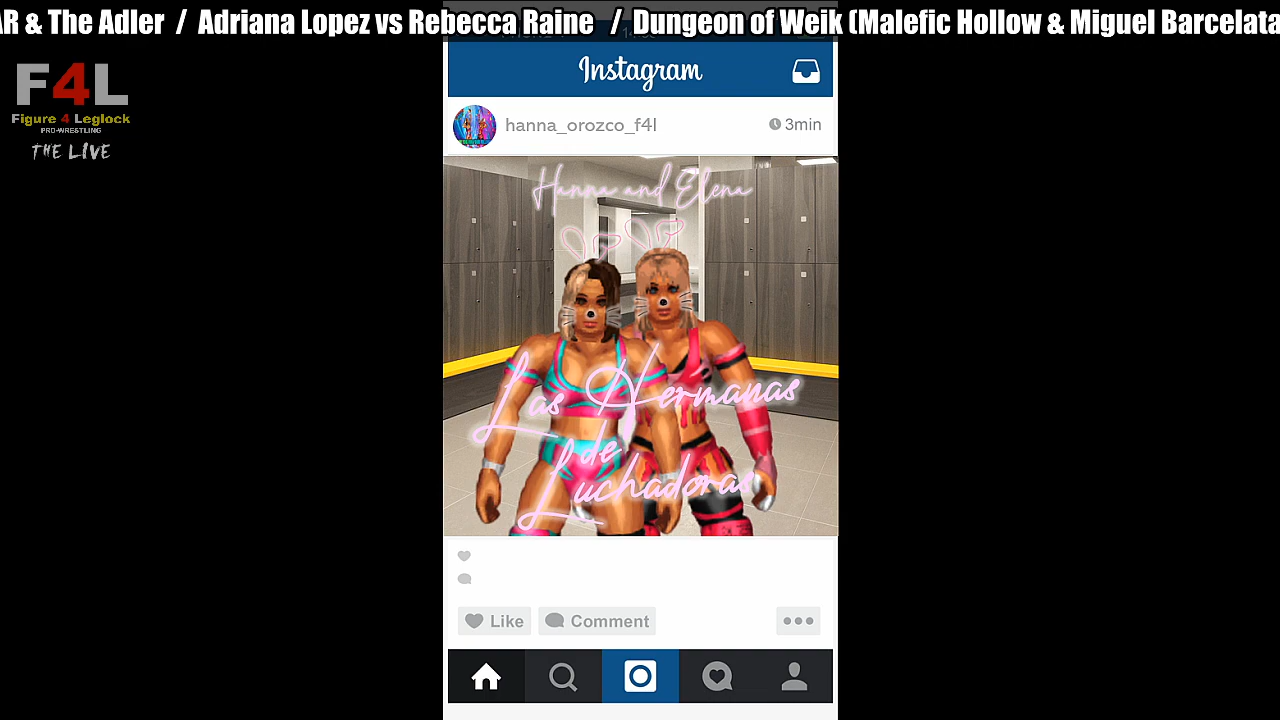 AR & The Adler / Adriana Lopez vs Rebecca Raine / Dungeon of Weik (Malefic Hollow & Miguel Barcelata
F4L
Figure 4 Leglock
PRO-WRESTLING
THE LIVE
Instagram
hanna_orozco_f4l
3min
Hanna and Elena
Las Hermanas
de
Luchadoras
Like
Comment